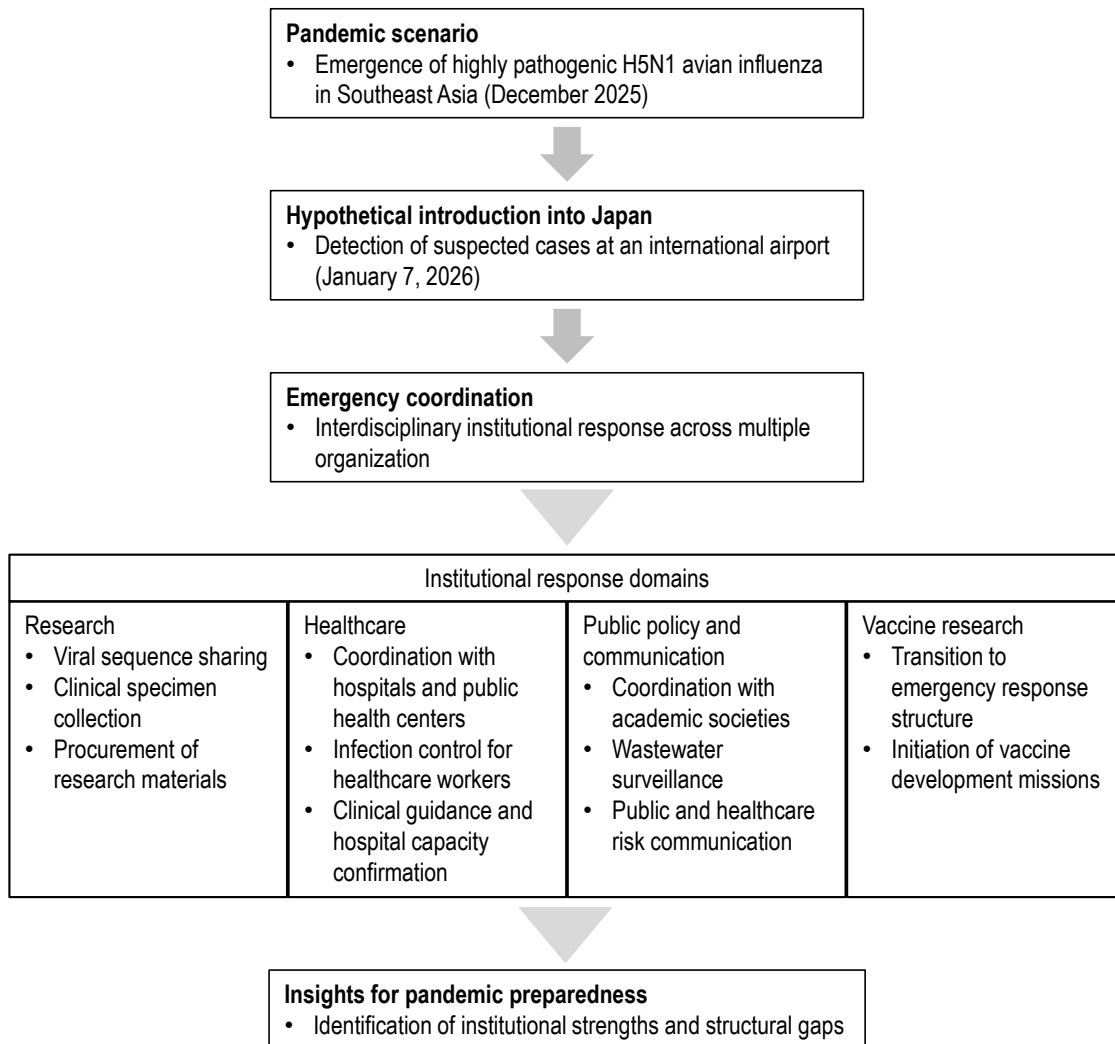 Pandemic scenario
• Emergence of highly pathogenic H5N1 avian influenza
in Southeast Asia (December 2025)
Hypothetical introduction into Japan
• Detection of suspected cases at an international airport
(January 7, 2026)
Emergency coordination
• Interdisciplinary institutional response across multiple
organization
Institutional response domains
Research
• Viral sequence sharing
• Clinical specimen
collection
• Procurement of
research materials
Healthcare
• Coordination with
hospitals and public
health centers
• Infection control for
healthcare workers
• Clinical guidance and
hospital capacity
confirmation
Public policy and
communication
• Coordination with
academic societies
• Wastewater
surveillance
• Public and healthcare
risk communication
Vaccine research
• Transition to
emergency response
structure
• Initiation of vaccine
development missions
Insights for pandemic preparedness
• Identification of institutional strengths and structural gaps